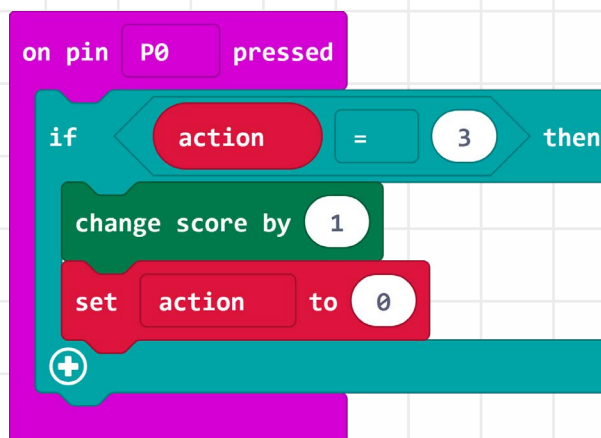 on pin P0 pressed
if action = 3 then
change score by 1
set action to 0